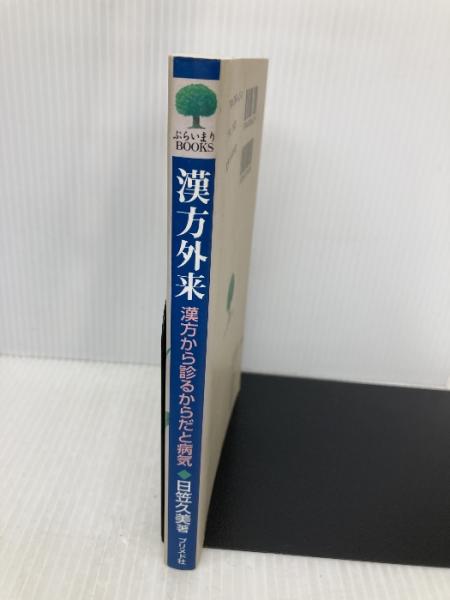 ぷらいまり
BOOKS
漢方外来
漢方から診るからだと病気
◆日笠久美著
プリメド社